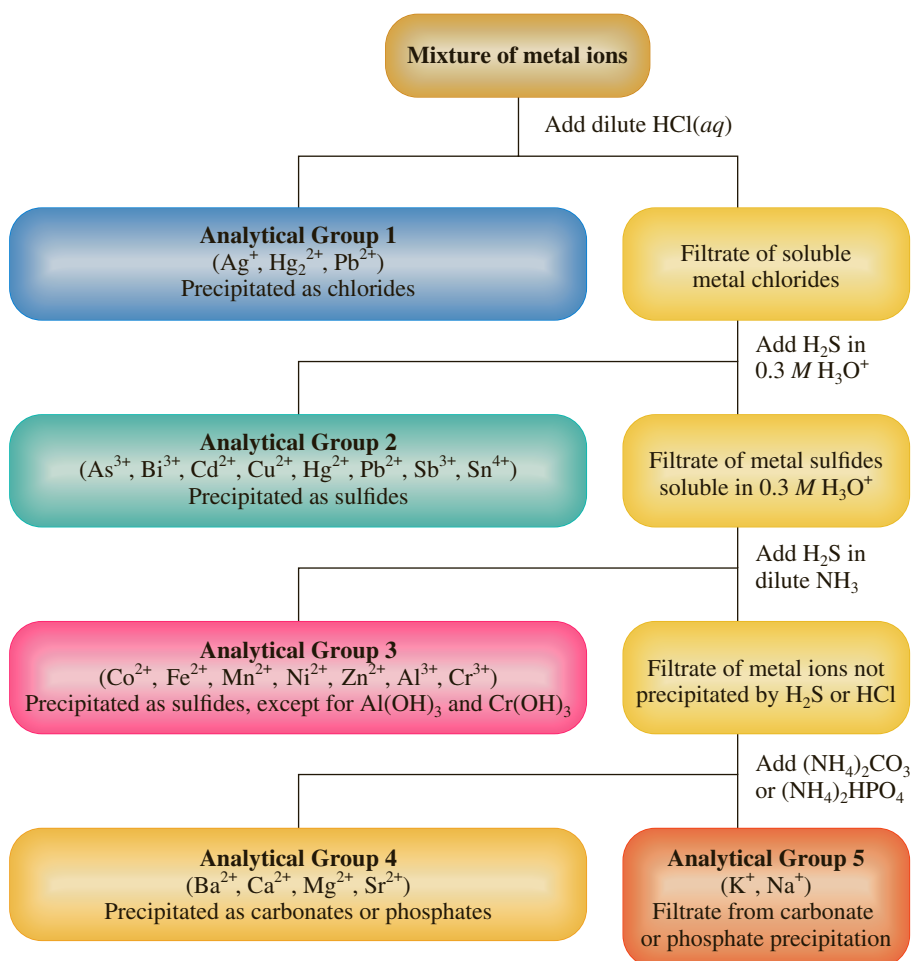 Mixture of metal ions
Add dilute HCl(aq)
Analytical Group 1
(Ag⁺, Hg₂²⁺, Pb²⁺)
Precipitated as chlorides
Filtrate of soluble
metal chlorides
Add H₂S in
0.3 M H₃O⁺
Analytical Group 2
(As³⁺, Bi³⁺, Cd²⁺, Cu²⁺, Hg²⁺, Pb²⁺, Sb³⁺, Sn⁴⁺)
Precipitated as sulfides
Filtrate of metal sulfides
soluble in 0.3 M H₃O⁺
Add H₂S in
dilute NH₃
Analytical Group 3
(Co²⁺, Fe²⁺, Mn²⁺, Ni²⁺, Zn²⁺, Al³⁺, Cr³⁺)
Precipitated as sulfides, except for Al(OH)₃ and Cr(OH)₃
Filtrate of metal ions not
precipitated by H₂S or HCl
Add (NH₄)₂CO₃
or (NH₄)₂HPO₄
Analytical Group 4
(Ba²⁺, Ca²⁺, Mg²⁺, Sr²⁺)
Precipitated as carbonates or phosphates
Analytical Group 5
(K⁺, Na⁺)
Filtrate from carbonate
or phosphate precipitation